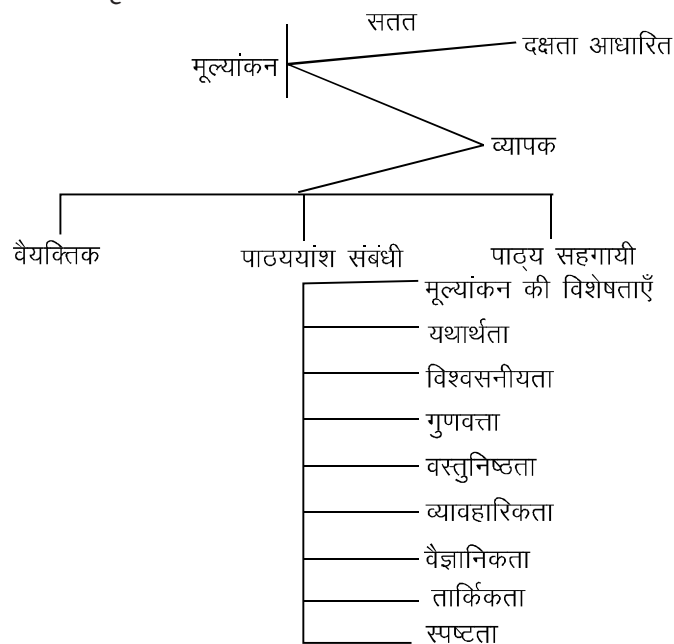 सतत
दक्षता आधारित
मूल्यांकन
व्यापक
वैयक्तिक पाठययांश संबंधी पाठ्य सहगायी
मूल्यांकन की विशेषताएँ
यथार्थता
विश्वसनीयता
गुणवत्ता
वस्तुनिष्ठता
व्यावहारिकता
वैज्ञानिकता
तार्किकता
स्पष्टता